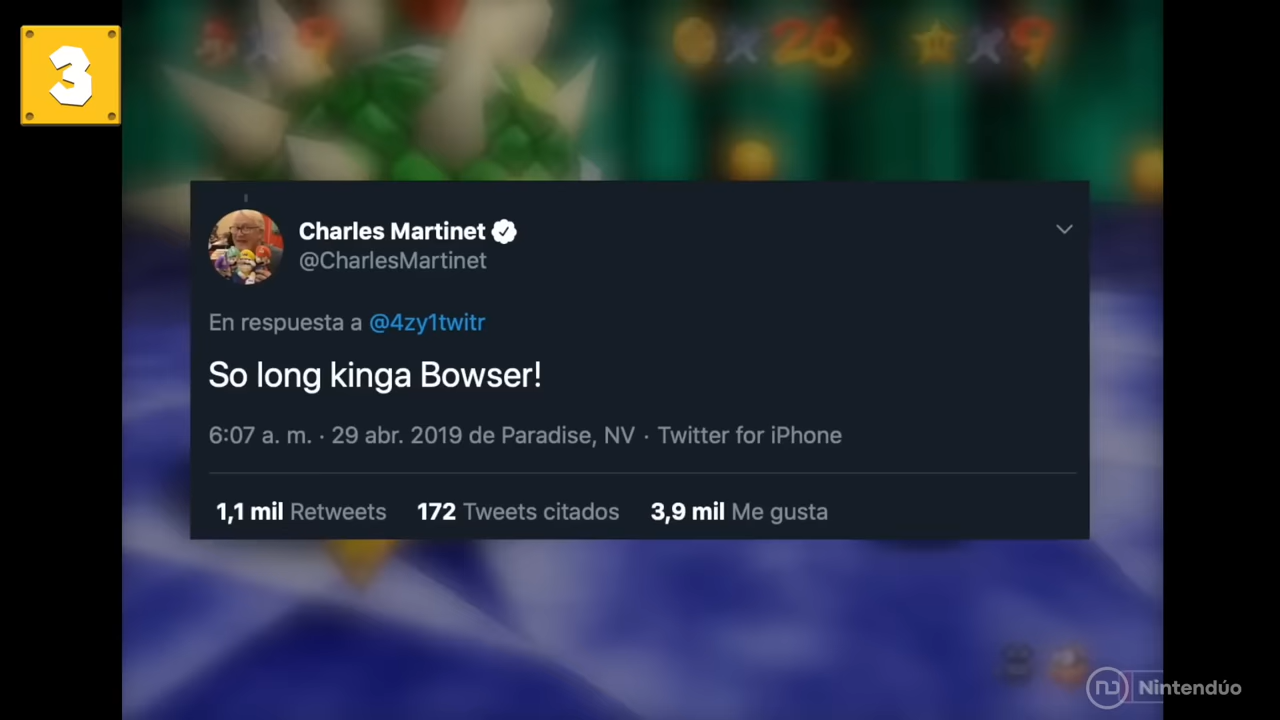 3
9 × 26 × 9
Charles Martinet
@CharlesMartinet
En respuesta a @4zy1twitr
So long kinga Bowser!
6:07 a. m. · 29 abr. 2019 de Paradise, NV · Twitter for iPhone
1,1 mil Retweets 172 Tweets citados 3,9 mil Me gusta
Nintendúo